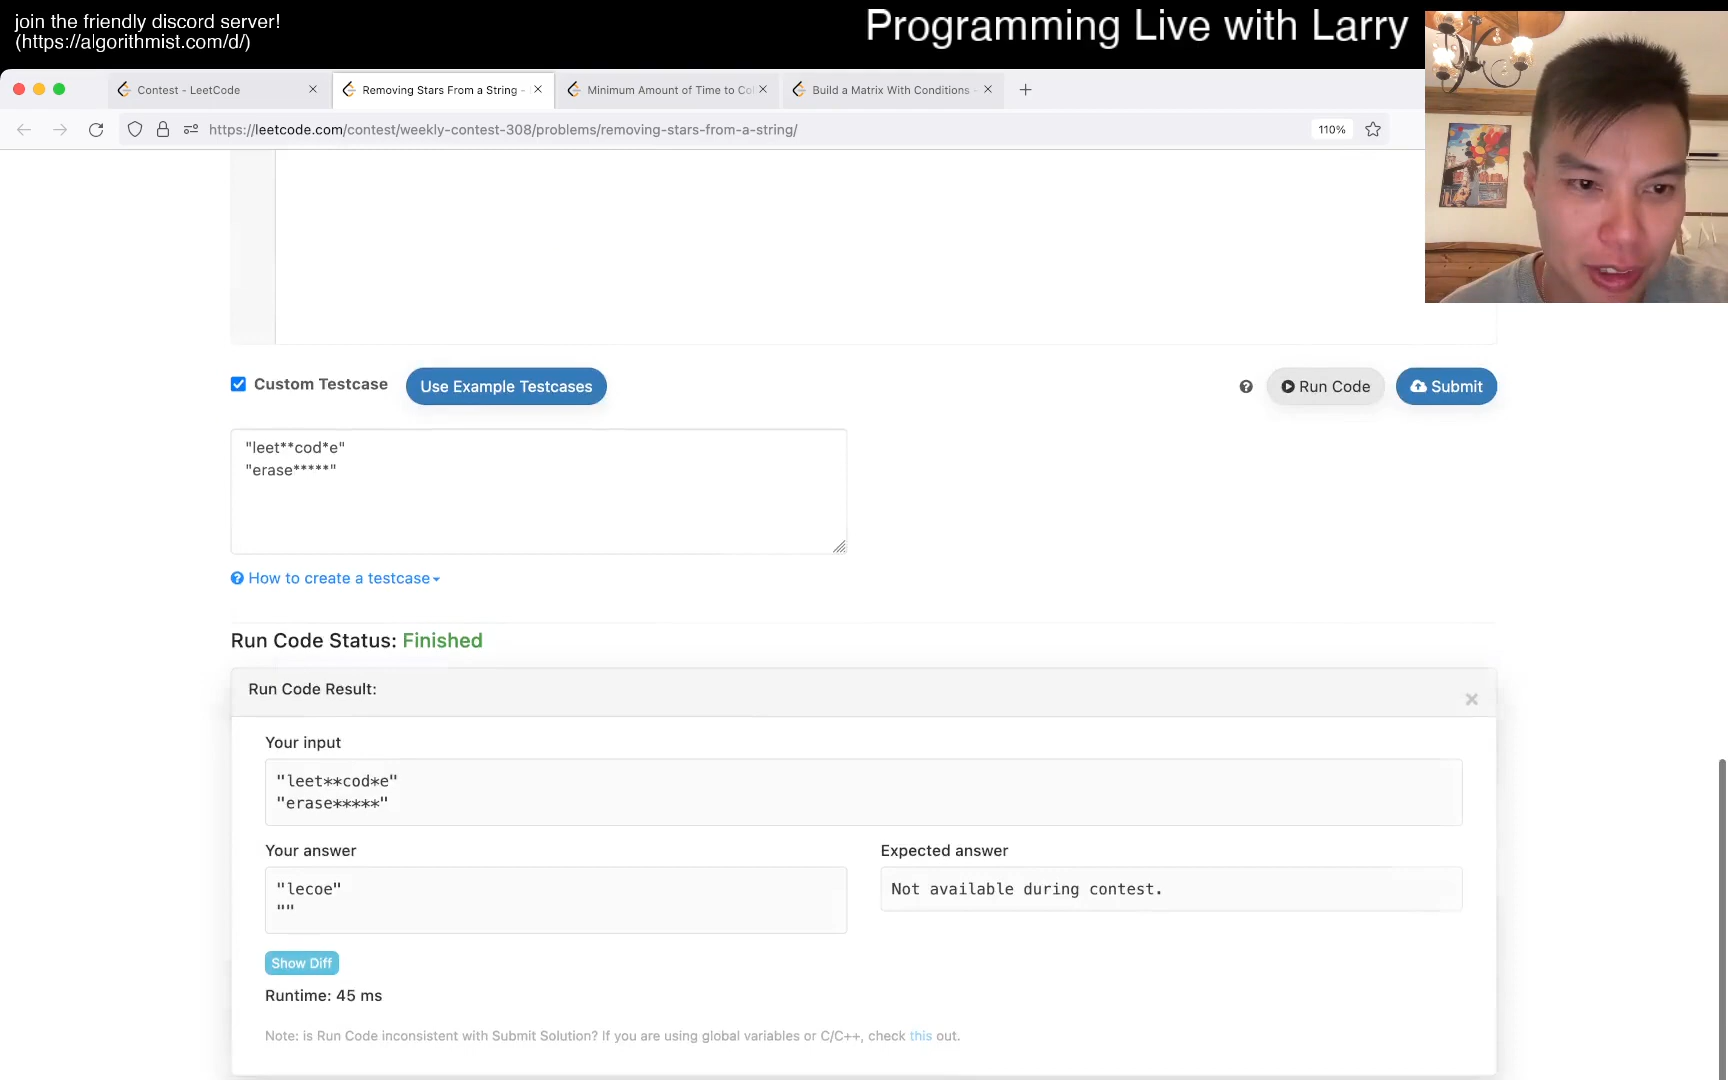 join the friendly discord server!
(https://algorithmist.com/d/)
Programming Live with Larry
Contest - LeetCode
Removing Stars From a String -
Minimum Amount of Time to Col
Build a Matrix With Conditions -
https://leetcode.com/contest/weekly-contest-308/problems/removing-stars-from-a-string/
110%
Custom Testcase
Use Example Testcases
Run Code
Submit
"leet**cod*e"
"erase*****"
How to create a testcase
Run Code Status: Finished
Run Code Result:
Your input
"leet**cod*e"
"erase*****"
Your answer
Expected answer
"lecoe"
""
Not available during contest.
Show Diff
Runtime: 45 ms
Note: is Run Code inconsistent with Submit Solution? If you are using global variables or C/C++, check this out.